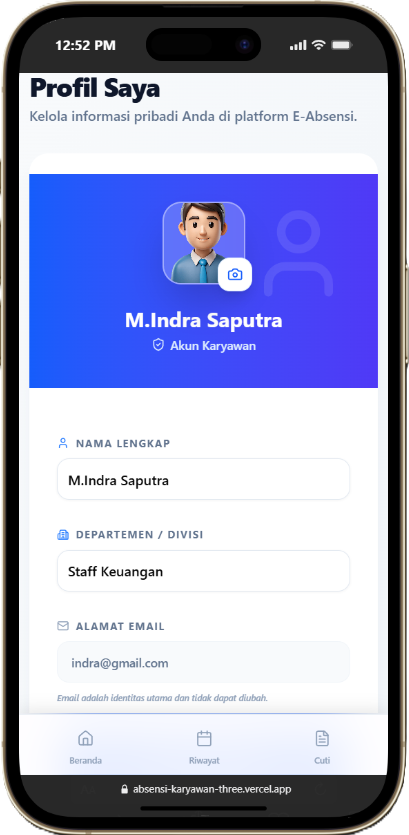 12:52 PM
Profil Saya
Kelola informasi pribadi Anda di platform E-Absensi.
M.Indra Saputra
Akun Karyawan
NAMA LENGKAP
M.Indra Saputra
DEPARTEMEN / DIVISI
Staff Keuangan
ALAMAT EMAIL
indra@gmail.com
Email adalah identitas utama dan tidak dapat diubah.
Beranda Riwayat Cuti
absensi-karyawan-three.vercel.app